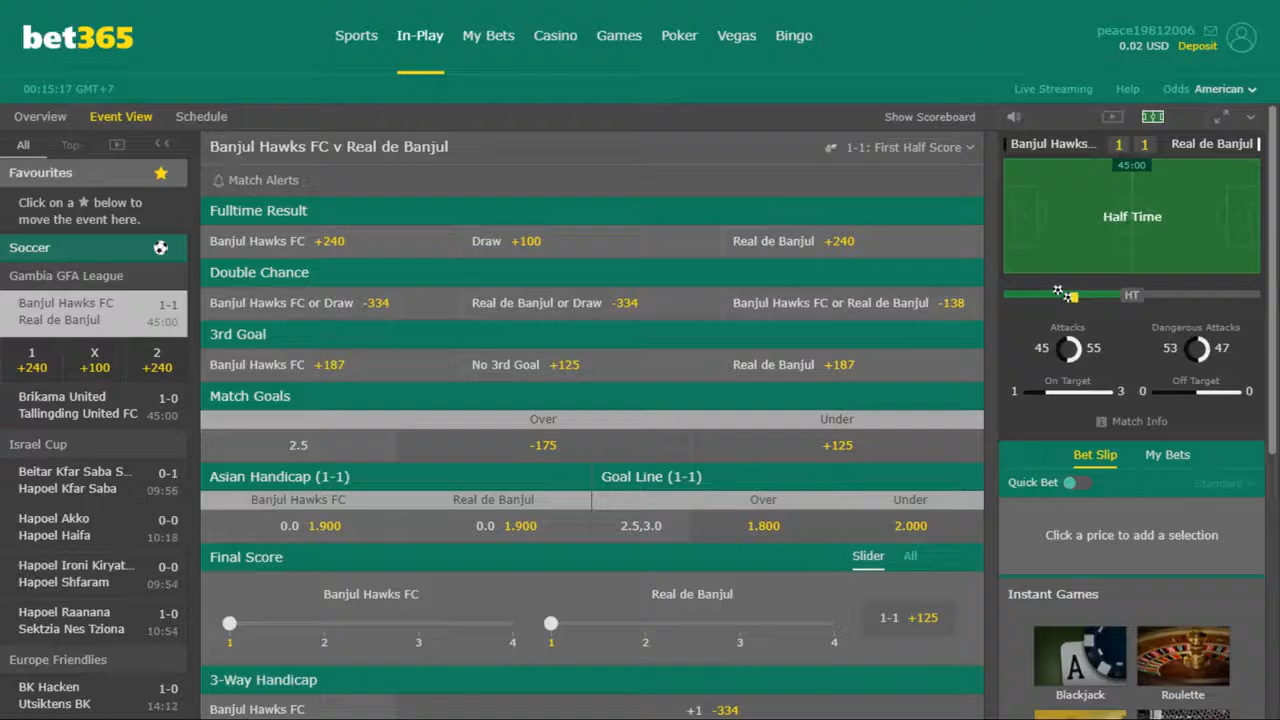 bet365
Sports In-Play My Bets Casino Games Poker Vegas Bingo
peace19812006
0.02 USD Deposit
00:15:17 GMT+7
Live Streaming Help Odds American
Overview Event View Schedule
Show Scoreboard
All Top
Favourites
Click on a ★ below to
move the event here.
Soccer
Gambia GFA League
Banjul Hawks FC 1-1
Real de Banjul 45:00
1 X 2
+240 +100 +240
Brikama United 1-0
Tallingding United FC 45:00
Israel Cup
Beitar Kfar Saba S... 0-1
Hapoel Kfar Saba 09:56
Hapoel Akko 0-0
Hapoel Haifa 10:18
Hapoel Ironi Kiryat... 0-0
Hapoel Shfaram 09:54
Hapoel Raanana 1-0
Sektzia Nes Tziona 10:54
Europe Friendlies
BK Hacken 1-0
Utsiktens BK 14:12
Banjul Hawks FC v Real de Banjul
1-1: First Half Score
Match Alerts
Fulltime Result
Banjul Hawks FC +240 Draw +100 Real de Banjul +240
Double Chance
Banjul Hawks FC or Draw -334 Real de Banjul or Draw -334 Banjul Hawks FC or Real de Banjul -138
3rd Goal
Banjul Hawks FC +187 No 3rd Goal +125 Real de Banjul +187
Match Goals
Over Under
2.5 -175 +125
Asian Handicap (1-1) Goal Line (1-1)
Banjul Hawks FC Real de Banjul Over Under
0.0 1.900 0.0 1.900 2.5,3.0 1.800 2.000
Final Score Slider All
Banjul Hawks FC Real de Banjul
1-1 +125
1 2 3 4 1 2 3 4
3-Way Handicap
Banjul Hawks FC +1 -334
Banjul Hawks... 1 1 Real de Banjul
45:00
Half Time
HT
Attacks Dangerous Attacks
45 55 53 47
On Target Off Target
1 3 0 0
Match Info
Bet Slip My Bets
Quick Bet Standard
Click a price to add a selection
Instant Games
A
Blackjack Roulette